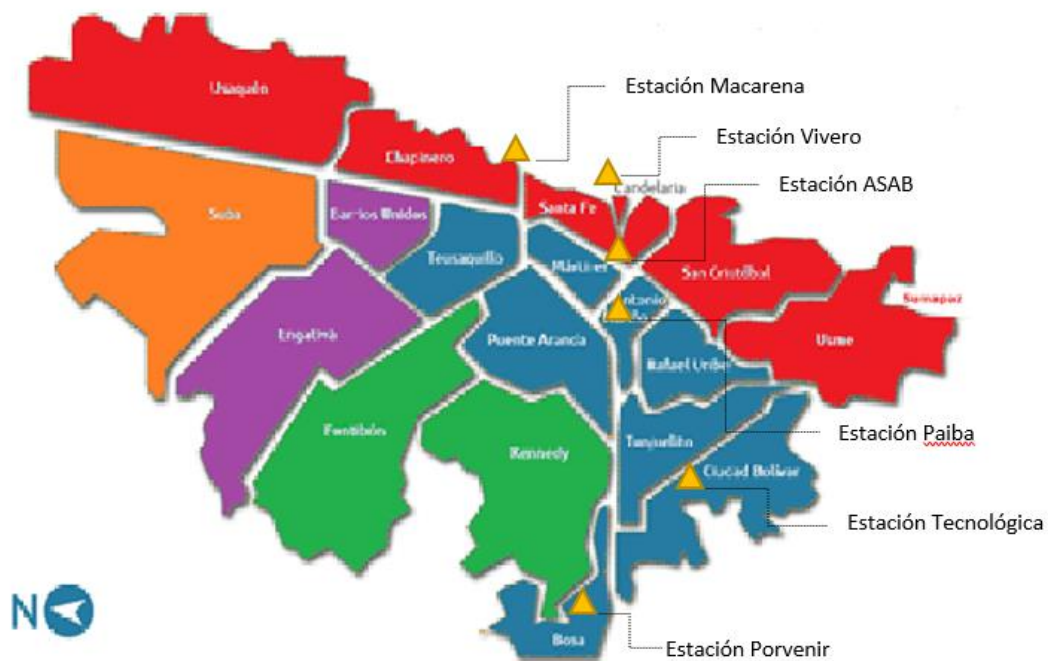 Usaquén
Estación Macarena
Estación Vivero
Chapinero
Estación ASAB
Candelaria
Suba
Barrios Unidos
Santa Fe
Teusaquillo
Mártires
San Cristóbal
Sumapaz
Antonio
Engativá
Puente Aranda
Usme
Rafael Uribe
Fontibón
Estación Paiba
Tunjuelito
Kennedy
Ciudad Bolívar
Estación Tecnológica
N
Bosa
Estación Porvenir